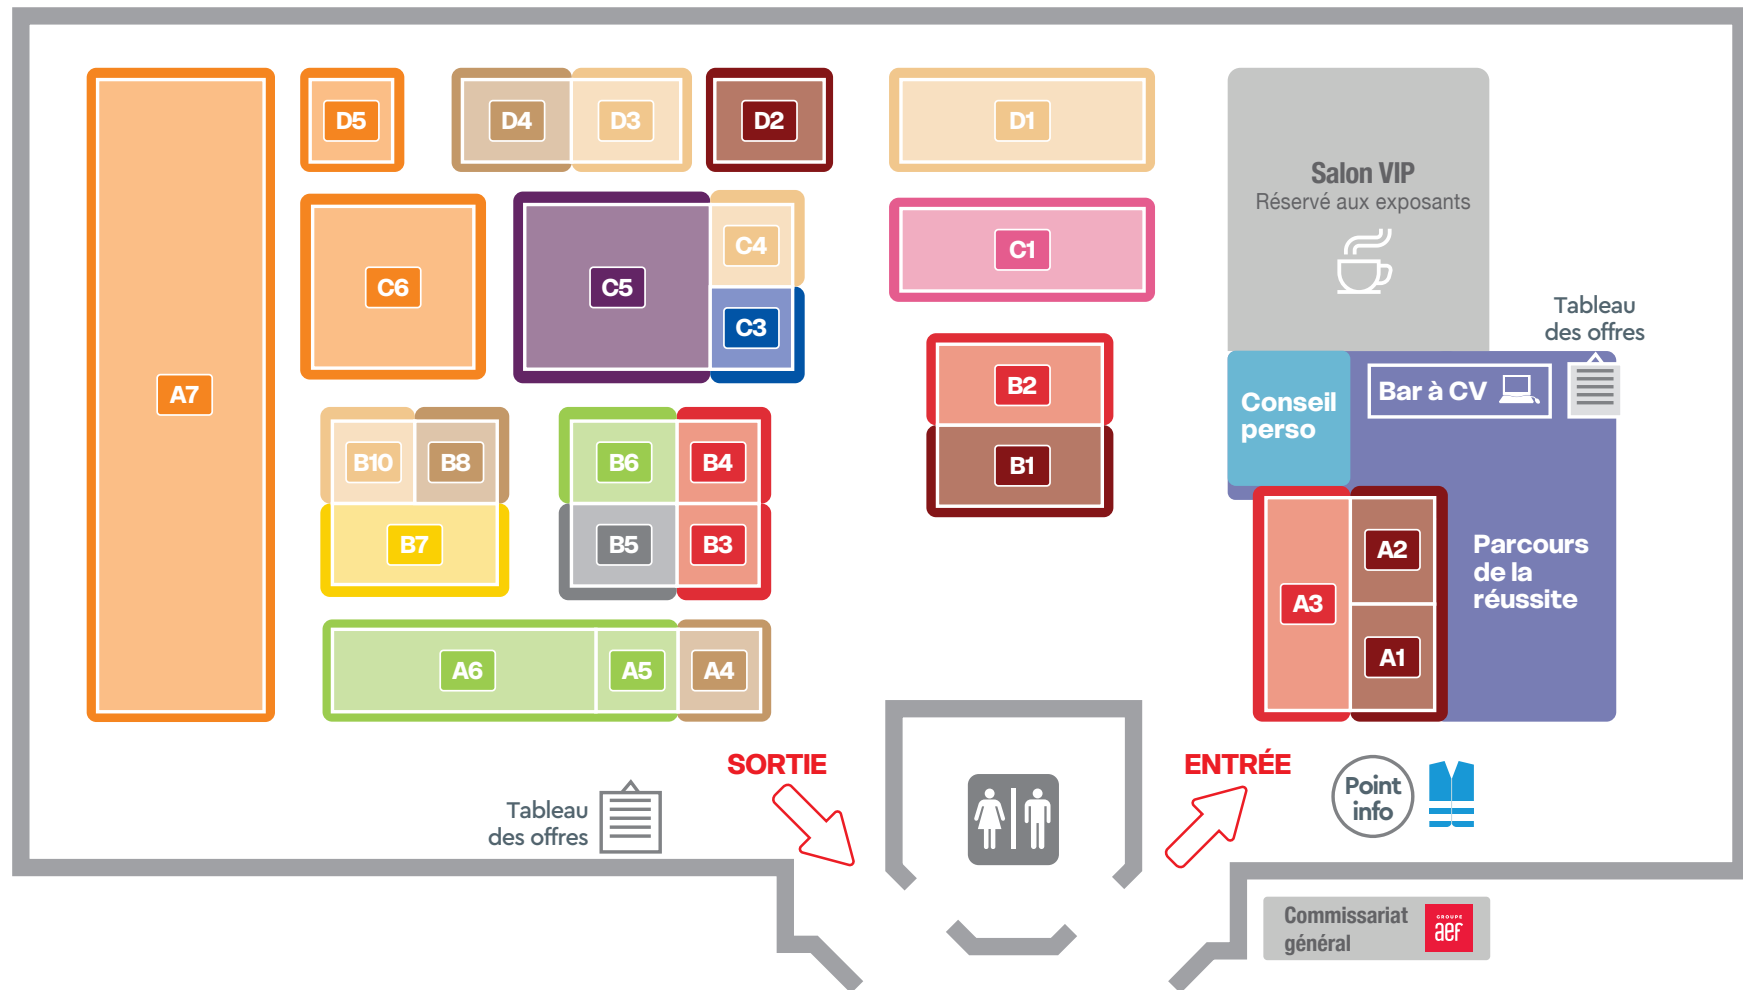 D5
D4
D3
D2
D1
Salon VIP
Réservé aux exposants
C6
C5
C4
C3
C1
Tableau
des offres
A7
B2
B1
Conseil
perso
Bar à CV
B10
B8
B6
B4
B7
B5
B3
A3
A2
A1
Parcours
de la
réussite
A6
A5
A4
SORTIE
ENTRÉE
Point
info
Tableau
des offres
Commissariat
général
GROUPE
aef